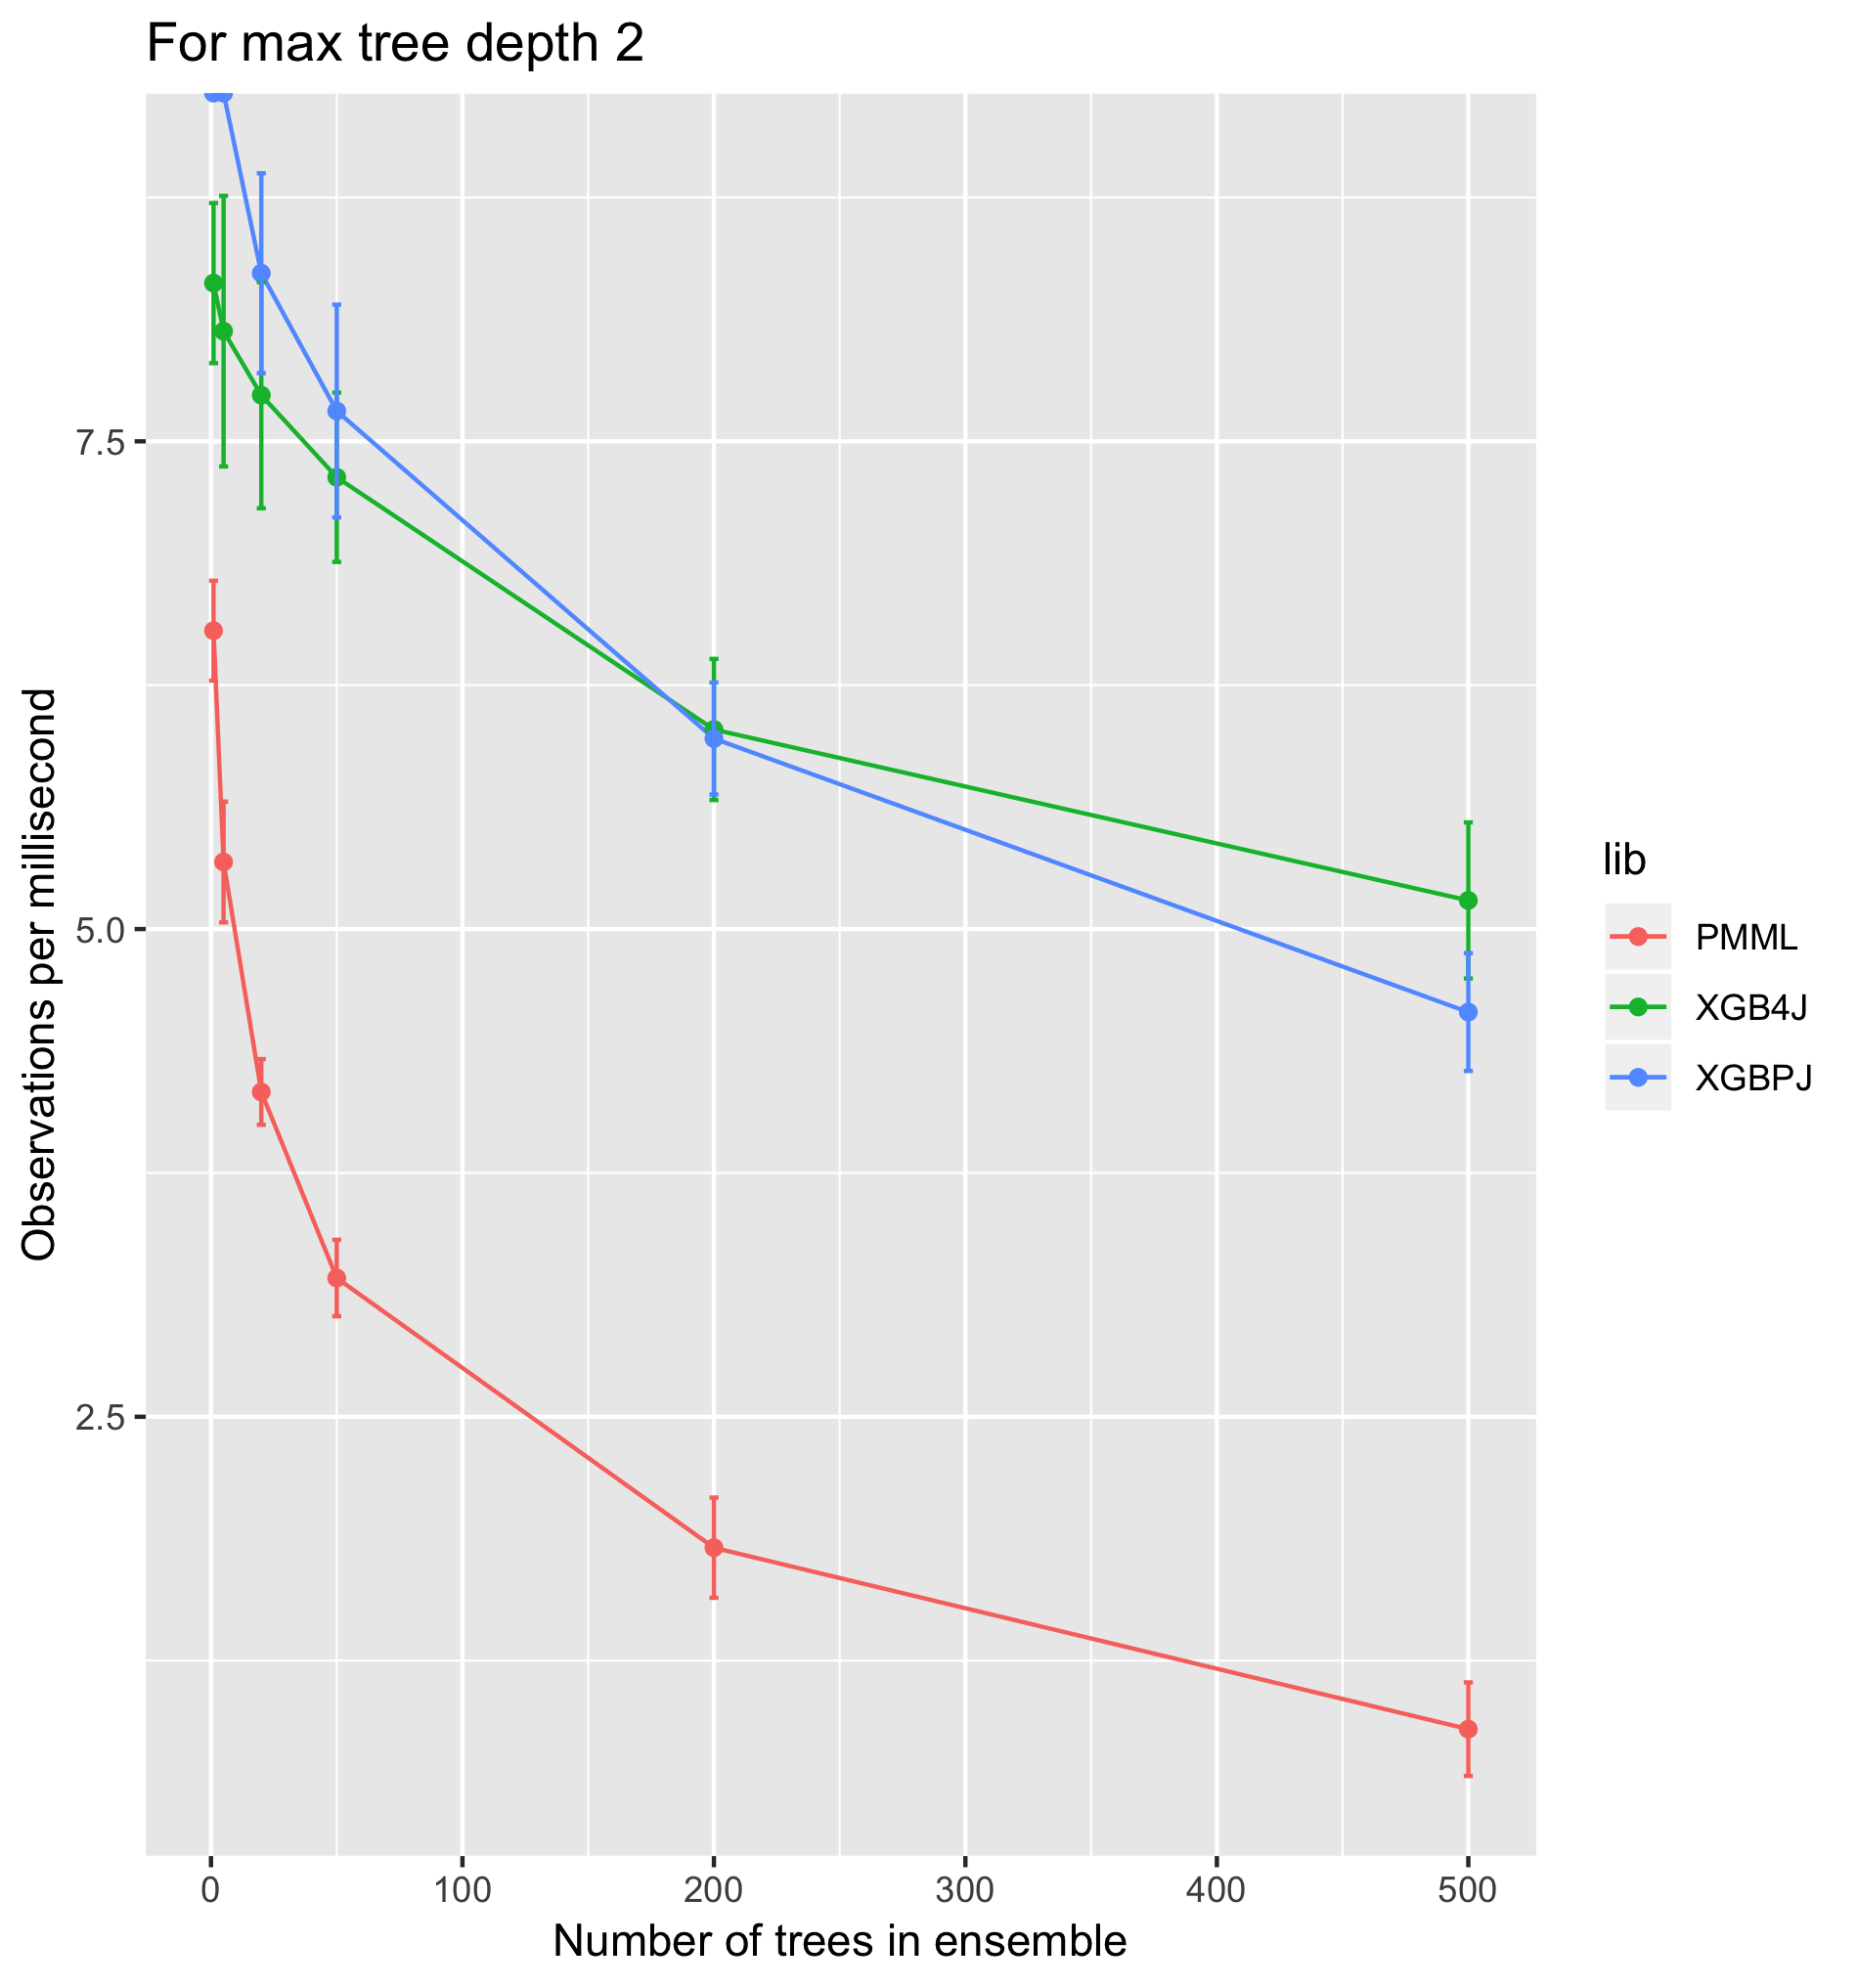 For max tree depth 2
Observations per millisecond
7.5
5.0
2.5
0 100 200 300 400 500
Number of trees in ensemble
lib
PMML
XGB4J
XGBPJ